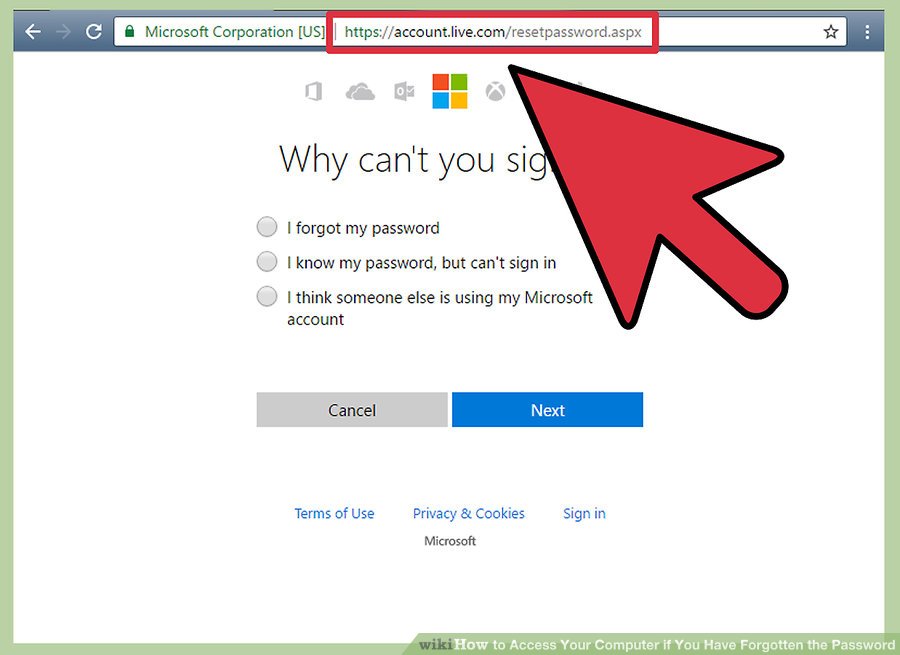 Microsoft Corporation [US] https://account.live.com/resetpassword.aspx
Why can't you sig
I forgot my password
I know my password, but can't sign in
I think someone else is using my Microsoft
account
Cancel Next
Terms of Use Privacy & Cookies Sign in
Microsoft
wikiHow to Access Your Computer if You Have Forgotten the Password